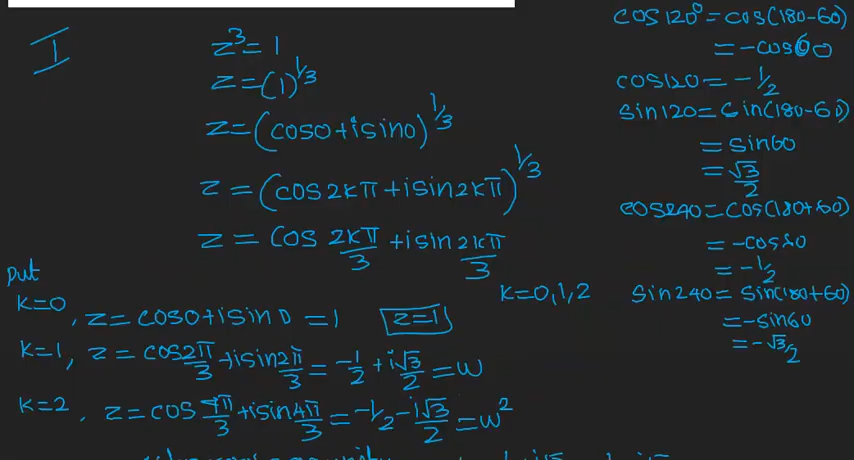 I
z³ = 1
z = (1)^1/3
z = (cos0 + isin0)^1/3
z = (cos2kπ + isin2kπ)^1/3
z = cos 2kπ/3 + isin 2kπ/3
k=0,1,2
Put
k=0, z = cos0 + isin0 = 1 z=1
k=1, z = cos2π/3 + isin2π/3 = -1/2 + i√3/2 = w
k=2, z = cos 4π/3 + isin4π/3 = -1/2 - i√3/2 = w²
cos120° = cos(180-60)
= -cos60
cos120 = -1/2
sin120 = sin(180-60)
= sin60
= √3/2
cos240 = cos(180+60)
= -cos60
= -1/2
sin240 = sin(180+60)
= -sin60
= -√3/2